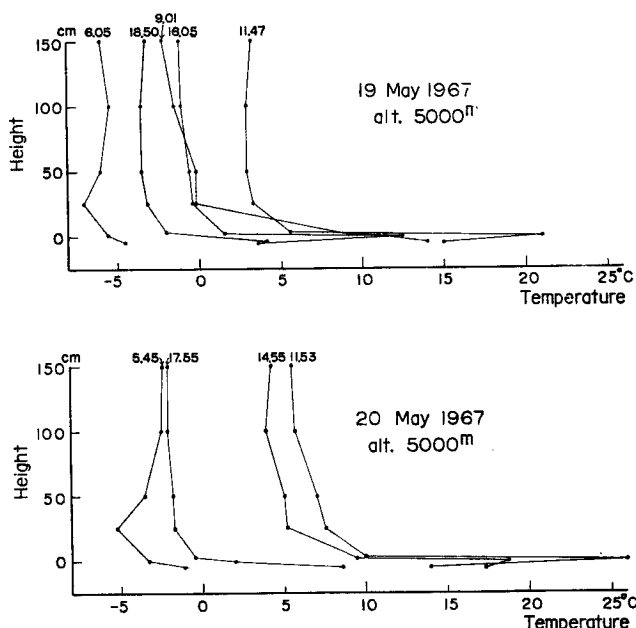 9,01
cm 6,05 18,50 16,05 11,47
150
19 May 1967
alt. 5000m
100
Height
50
0
-5 0 5 10 15 20 25°C
Temperature
cm 5,45 17,55 14,55 11,53
150
20 May 1967
alt. 5000m
100
Height
50
0
-5 0 5 10 15 20 25°C
Temperature